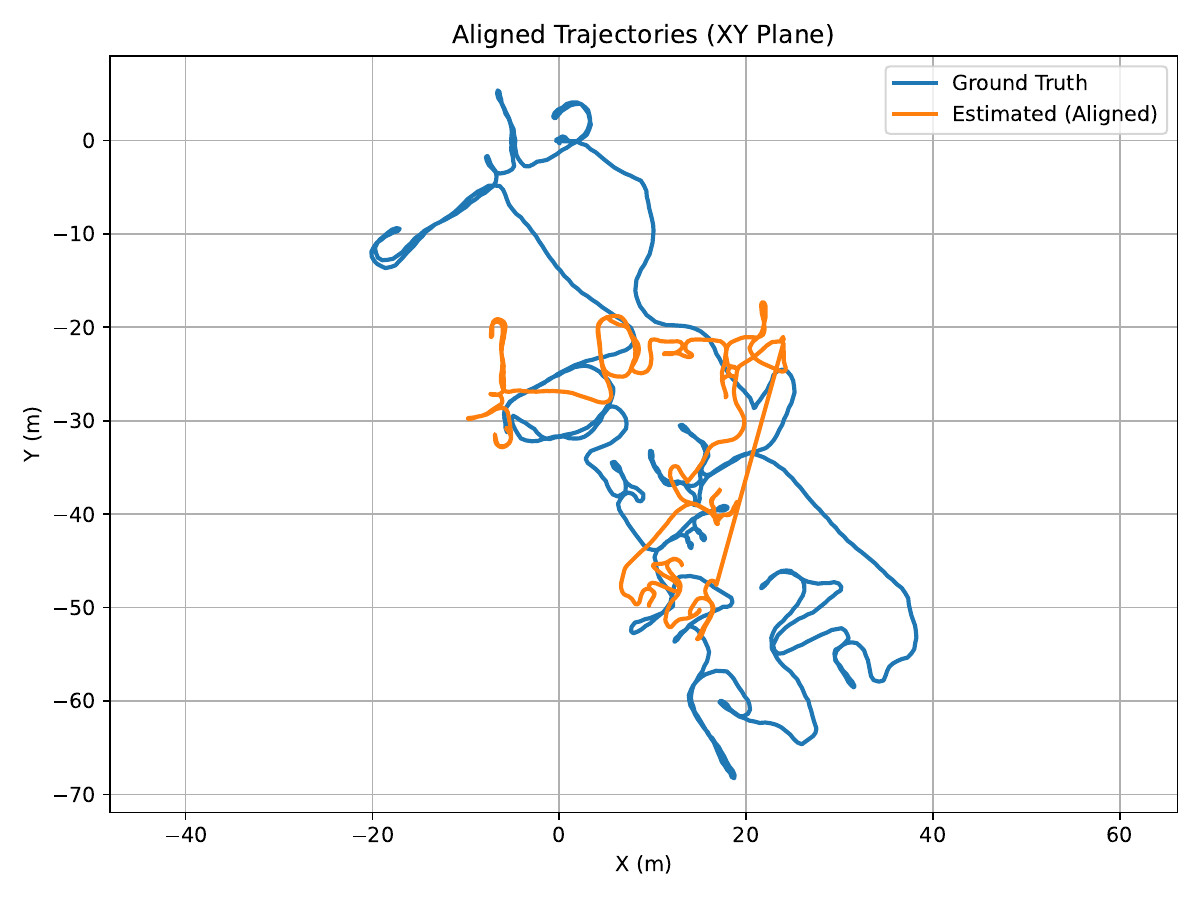 Aligned Trajectories (XY Plane)
Ground Truth
Estimated (Aligned)
0
−10
−20
−30
−40
−50
−60
−70
Y (m)
−40
−20
0
20
40
60
X (m)